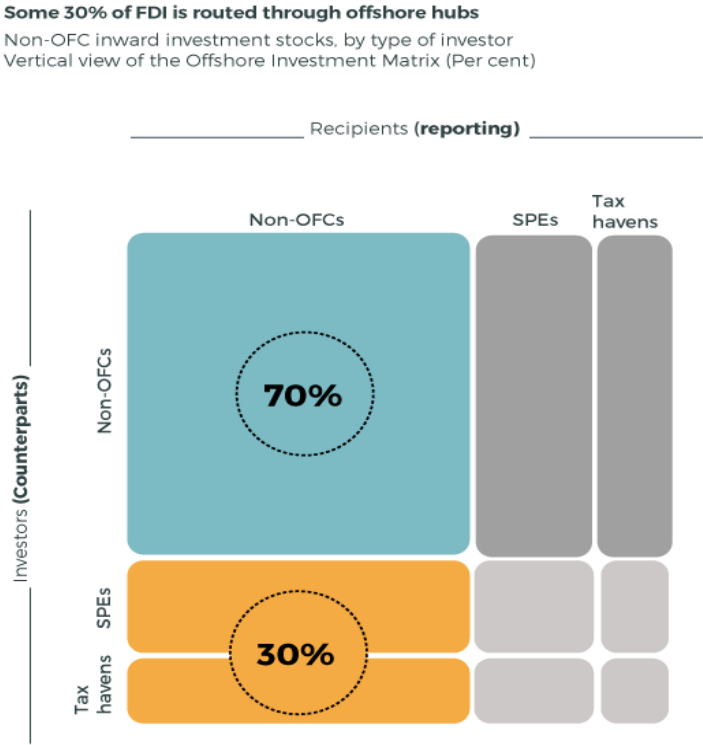 Some 30% of FDI is routed through offshore hubs
Non-OFC inward investment stocks, by type of investor
Vertical view of the Offshore Investment Matrix (Per cent)
Recipients (reporting)
Non-OFCs
SPEs
Tax
havens
Investors (Counterparts)
Non-OFCs
70%
SPEs
30%
Tax
havens